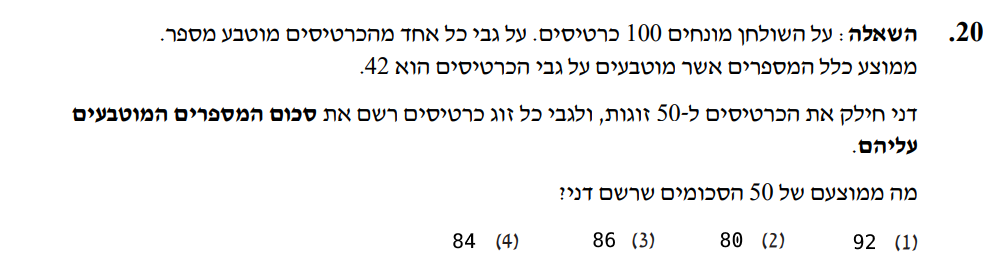 20. השאלה: על השולחן מונחים 100 כרטיסים. על גבי כל אחד מהכרטיסים מוטבע מספר.
ממוצע כלל המספרים אשר מוטבעים על גבי הכרטיסים הוא 42.
דני חילק את הכרטיסים ל-50 זוגות, ולגבי כל זוג כרטיסים רשם את סכום המספרים המוטבעים
עליהם.
מה ממוצעם של 50 הסכומים שרשם דני?
(1) 92 (2) 80 (3) 86 (4) 84